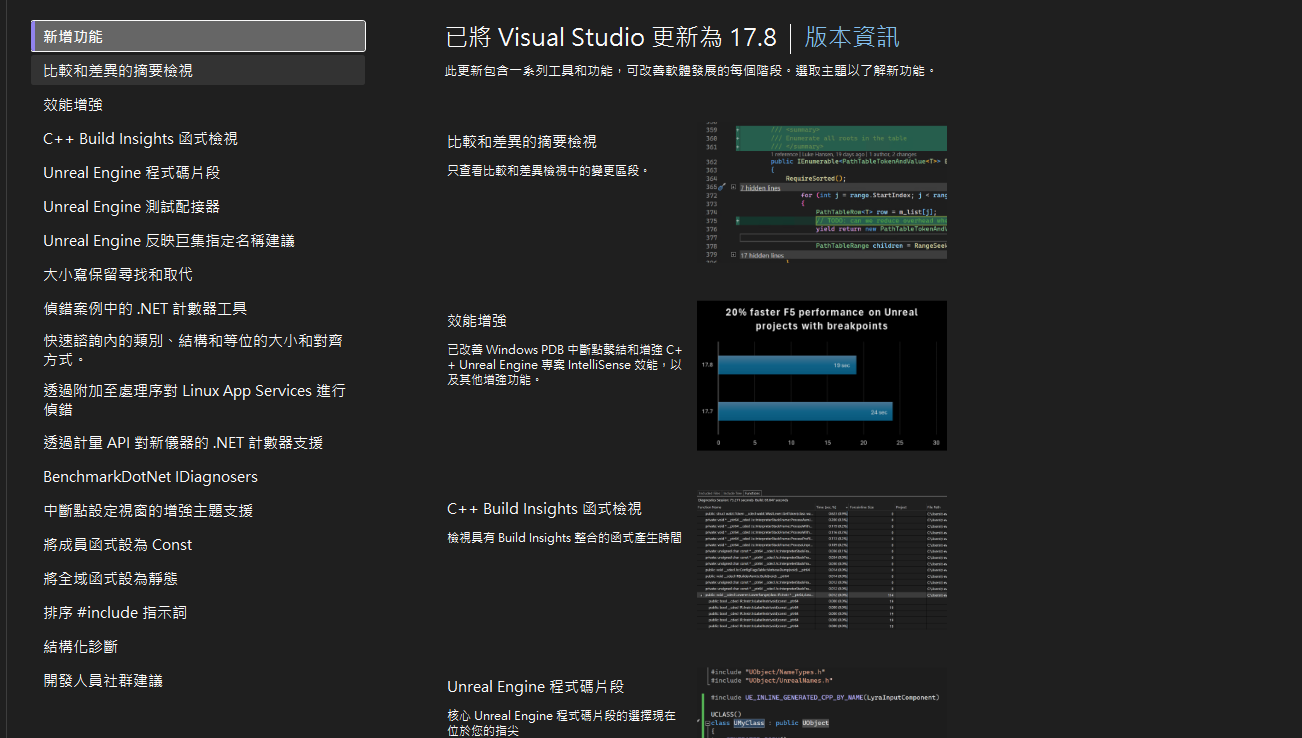 新增功能
比較和差異的摘要檢視
效能增強
C++ Build Insights 函式檢視
Unreal Engine 程式碼片段
Unreal Engine 測試配接器
Unreal Engine 反映巨集指定名稱建議
大小寫保留尋找和取代
偵錯案例中的 .NET 計數器工具
快速諮詢內的類別、結構和等位的大小和對齊
方式。
透過附加至處理序對 Linux App Services 進行
偵錯
透過計量 API 對新儀器的 .NET 計數器支援
BenchmarkDotNet IDiagnosers
中斷點設定視窗的增強主題支援
將成員函式設為 Const
將全域函式設為靜態
排序 #include 指示詞
結構化診斷
開發人員社群建議
已將 Visual Studio 更新為 17.8 | 版本資訊
此更新包含一系列工具和功能，可改善軟體發展的每個階段。選取主題以了解新功能。
比較和差異的摘要檢視
只查看比較和差異檢視中的變更區段。
359 + /// <summary>
360 + /// Enumerate all roots in the table
361 + /// </summary>
1 reference | Luke Hansen, 19 days ago | 1 author, 2 changes
362 public IEnumerable<PathTableTokenAndValue<T>>
363 {
364 RequireSorted();
365 7 hidden lines
372 for (int j = range.StartIndex; j <
373 {
374 PathTableRow<T> row = m_list[j];
375 + // TODO: can we reduce overhead
376 yield return new
377
378 PathTableRange children =
379 17 hidden lines
效能增強
已改善 Windows PDB 中斷點繫結和增強 C+
+ Unreal Engine 專案 IntelliSense 效能，以
及其他增強功能。
20% faster F5 performance on Unreal
projects with breakpoints
17.8 19 sec
17.7 24 sec
0 5 10 15 20 25 30
C++ Build Insights 函式檢視
檢視具有 Build Insights 整合的函式產生時間
Unreal Engine 程式碼片段
核心 Unreal Engine 程式碼片段的選擇現在
位於您的指尖
#include "UObject/NameTypes.h"
#include "UObject/UnrealNames.h"
#include UE_INLINE_GENERATED_CPP_BY_NAME(LyraInputComponent)
UCLASS()
class UMyClass : public UObject
{